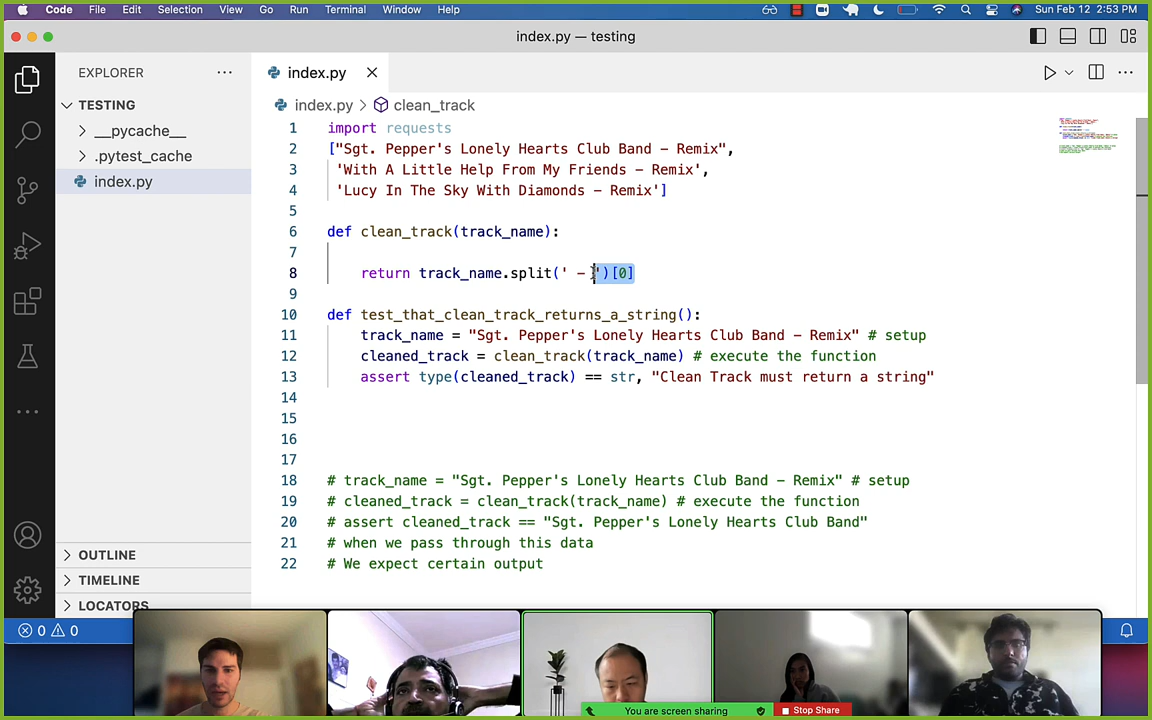 Code File Edit Selection View Go Run Terminal Window Help Sun Feb 12 2:53 PM
index.py — testing
EXPLORER
index.py
TESTING
index.py > clean_track
__pycache__
.pytest_cache
index.py
1 import requests
2 ["Sgt. Pepper's Lonely Hearts Club Band - Remix",
3 'With A Little Help From My Friends - Remix',
4 'Lucy In The Sky With Diamonds - Remix']
5
6 def clean_track(track_name):
7
8 return track_name.split(' - ')[0]
9
10 def test_that_clean_track_returns_a_string():
11 track_name = "Sgt. Pepper's Lonely Hearts Club Band - Remix" # setup
12 cleaned_track = clean_track(track_name) # execute the function
13 assert type(cleaned_track) == str, "Clean Track must return a string"
14
15
16
17
18 # track_name = "Sgt. Pepper's Lonely Hearts Club Band - Remix" # setup
19 # cleaned_track = clean_track(track_name) # execute the function
20 # assert cleaned_track == "Sgt. Pepper's Lonely Hearts Club Band"
21 # when we pass through this data
22 # We expect certain output
OUTLINE
TIMELINE
LOCATORS
0 0
You are screen sharing
Stop Share